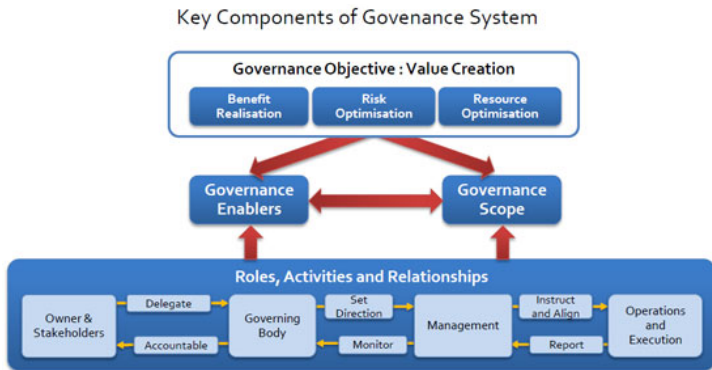 Key Components of Govenance System
Governance Objective : Value Creation
Benefit
Realisation
Risk
Optimisation
Resource
Optimisation
Governance
Enablers
Governance
Scope
Roles, Activities and Relationships
Owner &
Stakeholders
Delegate
Accountable
Governing
Body
Set
Direction
Monitor
Management
Instruct
and Align
Report
Operations
and
Execution